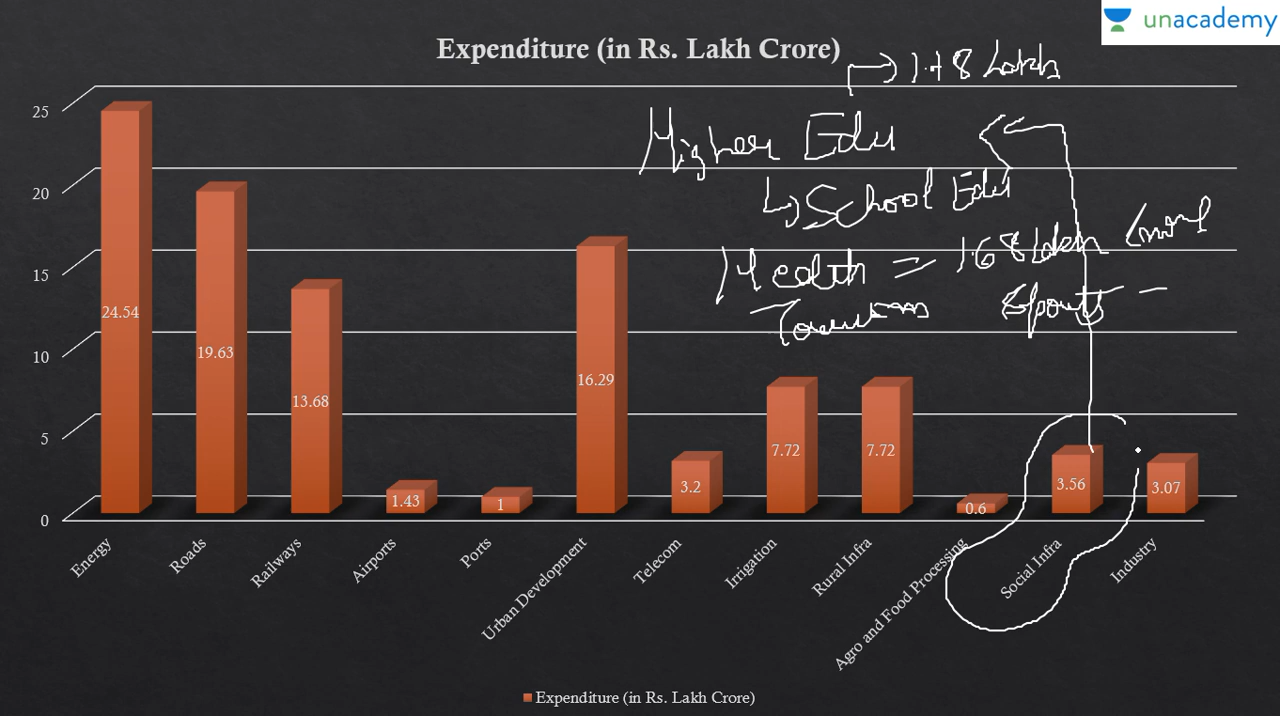 unacademy
Expenditure (in Rs. Lakh Crore)
1.18 Lakh
Higher Edu
School Edu
Health = 1.68 Lakh
Tourism Sports
25
20
15
10
5
0
24.54
19.63
13.68
1.43
1
16.29
3.2
7.72
7.72
0.6
3.56
3.07
Energy
Roads
Railways
Airports
Ports
Urban Development
Telecom
Irrigation
Rural Infra
Agro and Food Processing
Social Infra
Industry
Expenditure (in Rs. Lakh Crore)